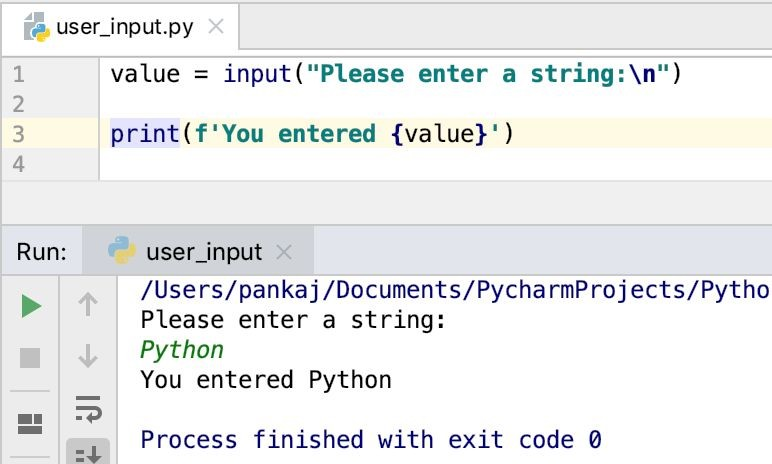 user_input.py
1 value = input("Please enter a string:\n")
2
3 print(f'You entered {value}')
4
Run: user_input
/Users/pankaj/Documents/PycharmProjects/Pytho
Please enter a string:
Python
You entered Python
Process finished with exit code 0